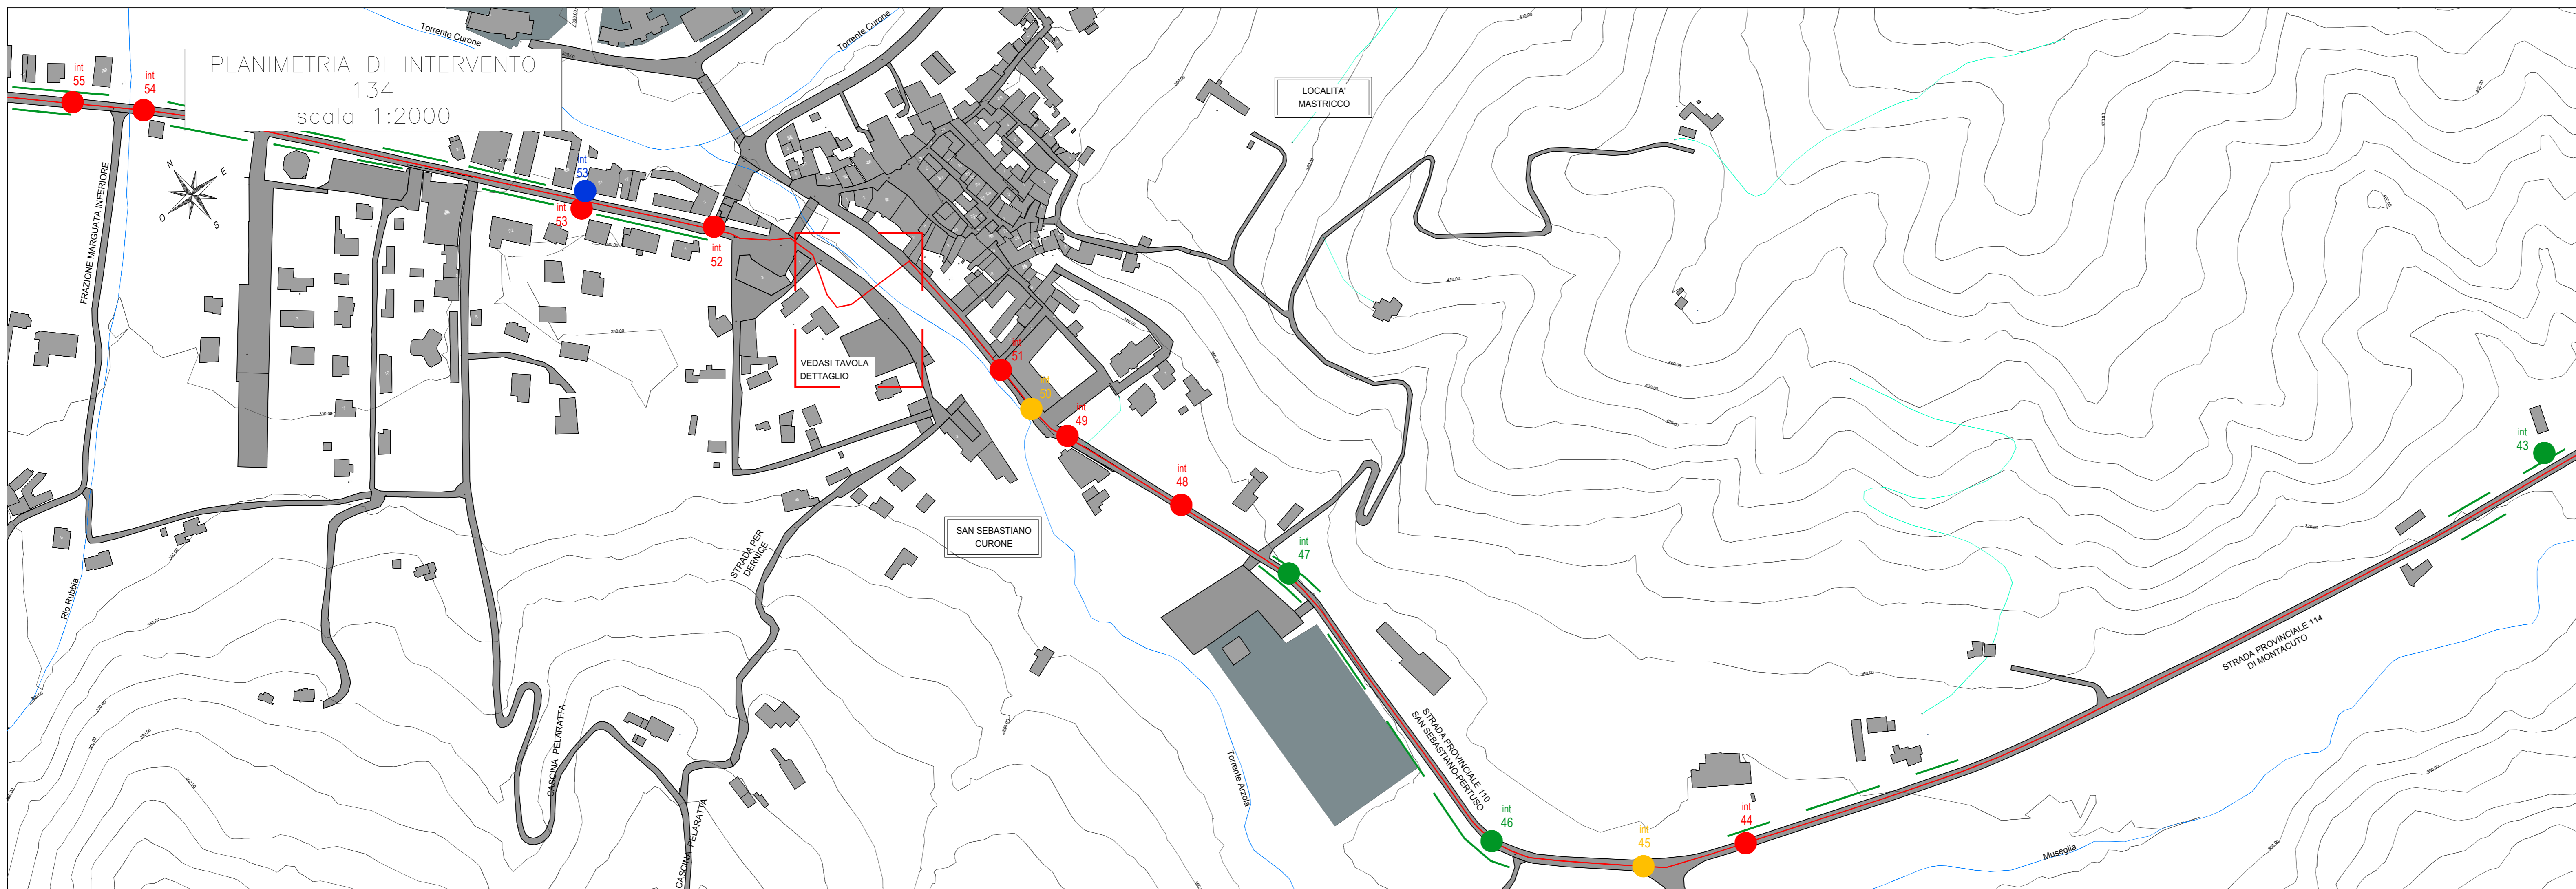 PLANIMETRIA DI INTERVENTO
134
scala 1:2000
int
55
int
54
int
53
int
53
int
52
int
51
int
50
int
49
int
48
int
47
int
46
int
45
int
44
int
43
Torrente Curone
Torrente Curone
LOCALITA'
MASTRICCO
FRAZIONE MARGUATA INFERIORE
N
E
S
O
VEDASI TAVOLA
DETTAGLIO
SAN SEBASTIANO
CURONE
STRADA PER
DERNICE
Rio Rubbia
CASCINA PELARATTA
CASCINA PELARATTA
Torrente Arzola
STRADA PROVINCIALE 110
SAN SEBASTIANO-PERTUSO
STRADA PROVINCIALE 114
DI MONTACUTO
Museglia